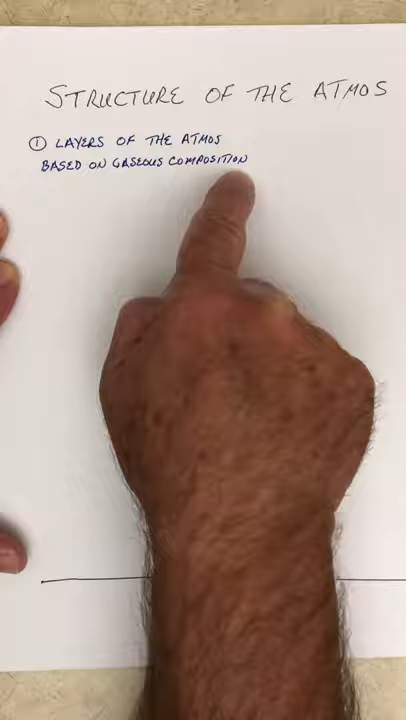 STRUCTURE OF THE ATMOS
① LAYERS OF THE ATMOS
BASED ON GASEOUS COMPOSITION